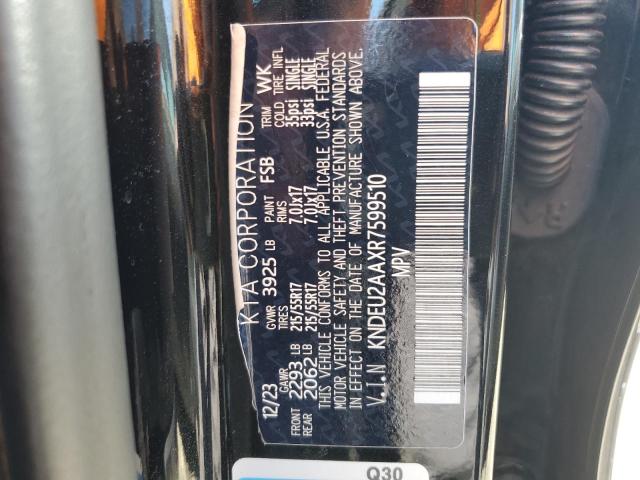 KIA CORPORATION
12/23 GVWR 3925 LB PAINT FSB TRIM WK
GAWR TIRES RIMS COLD TIRE INFL
FRONT 2293 LB 215/55R17 7.0Jx17 35psi SINGLE
REAR 2062 LB 215/55R17 7.0Jx17 33psi SINGLE
THIS VEHICLE CONFORMS TO ALL APPLICABLE U.S.A. FEDERAL
MOTOR VEHICLE SAFETY AND THEFT PREVENTION STANDARDS
IN EFFECT ON THE DATE OF MANUFACTURE SHOWN ABOVE.
V.I.N KNDEU2AAXR7599510
MPV
Q30